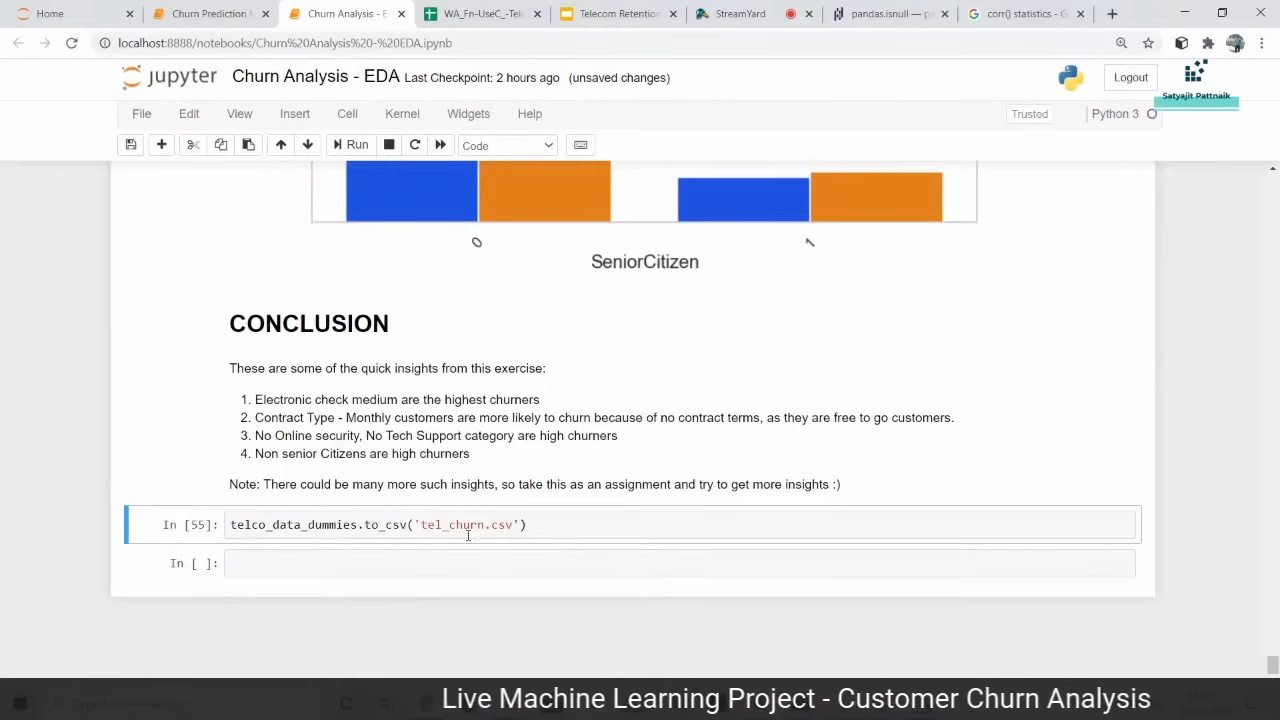 Home
Churn Prediction
Churn Analysis - E
WA_Fn-UseC_-Tel
Telecom Retention
StreamYard
pandas.isnull — p
corr() statistics - G
localhost:8888/notebooks/Churn%20Analysis%20-%20EDA.ipynb
jupyter Churn Analysis - EDA Last Checkpoint: 2 hours ago (unsaved changes)
Logout
Satyajit Pattnaik
File Edit View Insert Cell Kernel Widgets Help
Trusted
Python 3
Run
Code
0
1
SeniorCitizen
CONCLUSION
These are some of the quick insights from this exercise:
1. Electronic check medium are the highest churners
2. Contract Type - Monthly customers are more likely to churn because of no contract terms, as they are free to go customers.
3. No Online security, No Tech Support category are high churners
4. Non senior Citizens are high churners
Note: There could be many more such insights, so take this as an assignment and try to get more insights :)
In [55]: telco_data_dummies.to_csv('tel_churn.csv')
In [ ]:
Live Machine Learning Project - Customer Churn Analysis